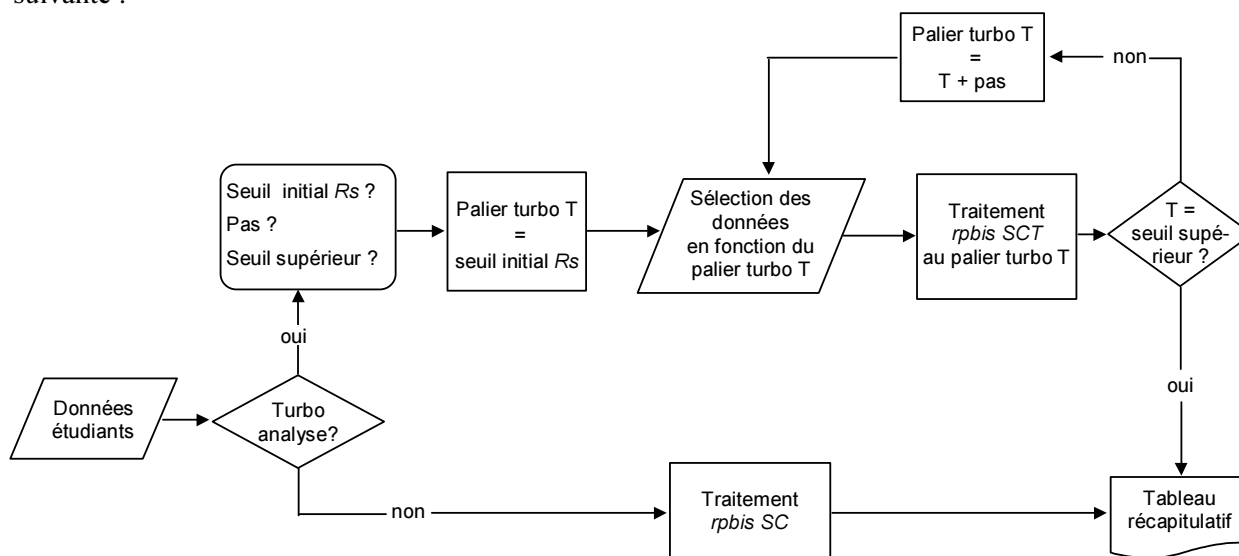 suivante :
Palier turbo T
=
T + pas
non
Seuil initial Rs ?
Pas ?
Seuil supérieur ?
Palier turbo T
=
seuil initial Rs
Sélection des
données
en fonction du
palier turbo T
Traitement
rpbis SCT
au palier turbo T
T =
seuil supé-
rieur ?
oui
oui
Données
étudiants
Turbo
analyse?
non
Traitement
rpbis SC
Tableau
récapitulatif